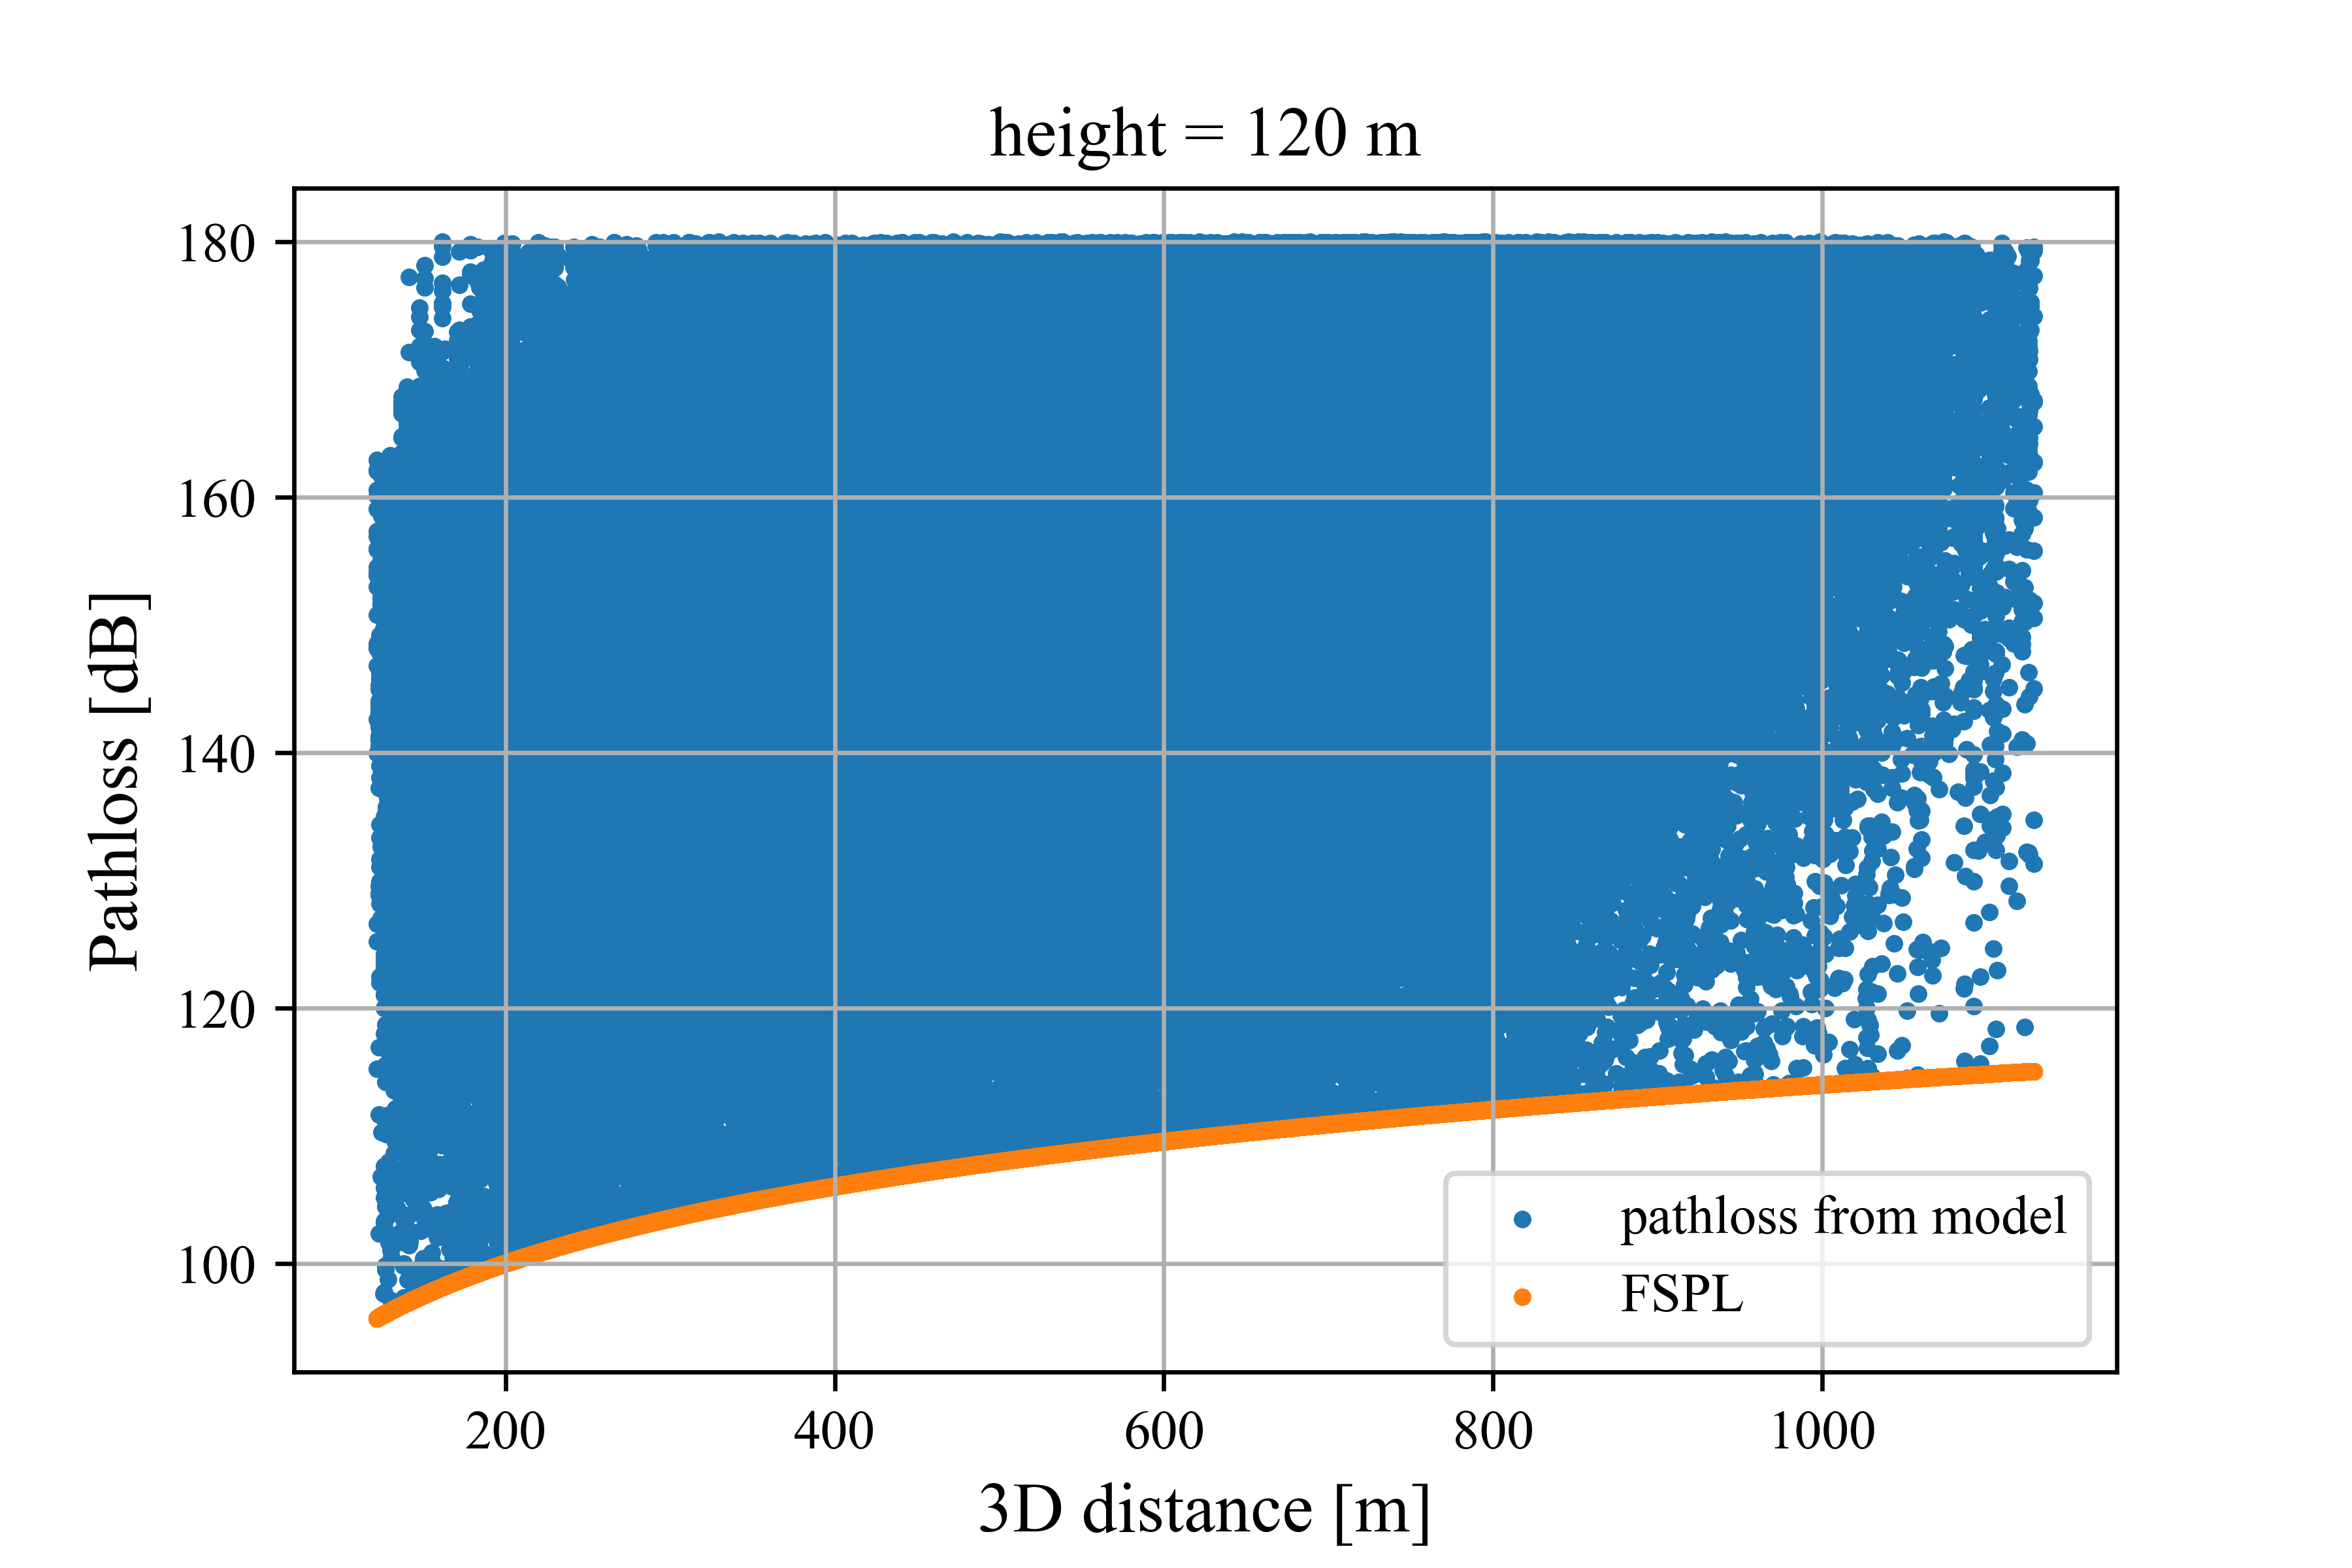 height = 120 m
180
160
140
120
100
Pathloss [dB]
pathloss from model
FSPL
200 400 600 800 1000
3D distance [m]